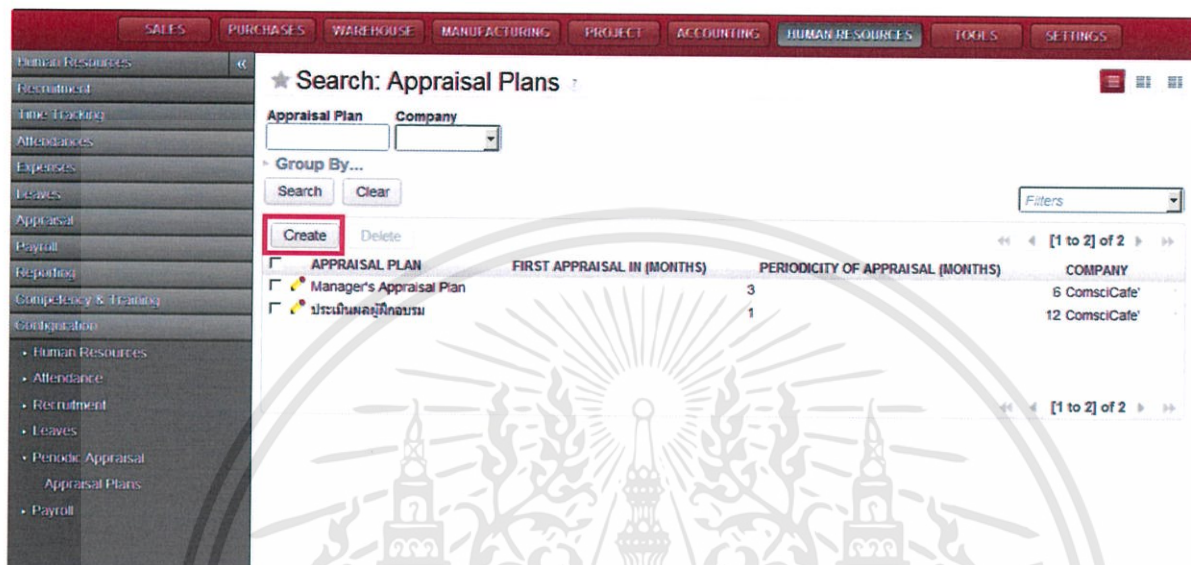 SALES PURCHASES WAREHOUSE MANUFACTURING PROJECT ACCOUNTING HUMAN RESOURCES TOOLS SETTINGS
Human Resources «
Recruitment
Time Tracking
Attendances
Expenses
Leaves
Appraisal
Payroll
Reporting
Competency & Training
Configuration
Human Resources
Attendance
Recruitment
Leaves
Periodic Appraisal
Appraisal Plans
Payroll
Search: Appraisal Plans ?
Appraisal Plan Company
Group By...
Search Clear
Filters
Create Delete
[1 to 2] of 2
APPRAISAL PLAN FIRST APPRAISAL IN (MONTHS) PERIODICITY OF APPRAISAL (MONTHS) COMPANY
Manager's Appraisal Plan 3 6 ComsciCafe'
ประเมินผลผู้ฝึกอบรม 1 12 ComsciCafe'
[1 to 2] of 2